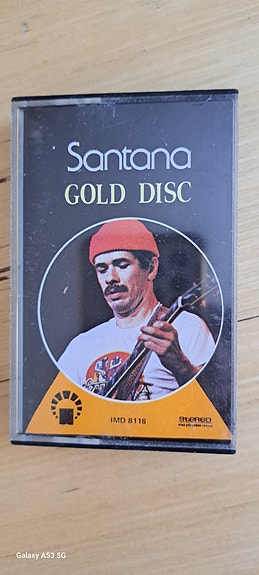 Santana
GOLD DISC
IMD 8118
STEREO
Galaxy A53 5G